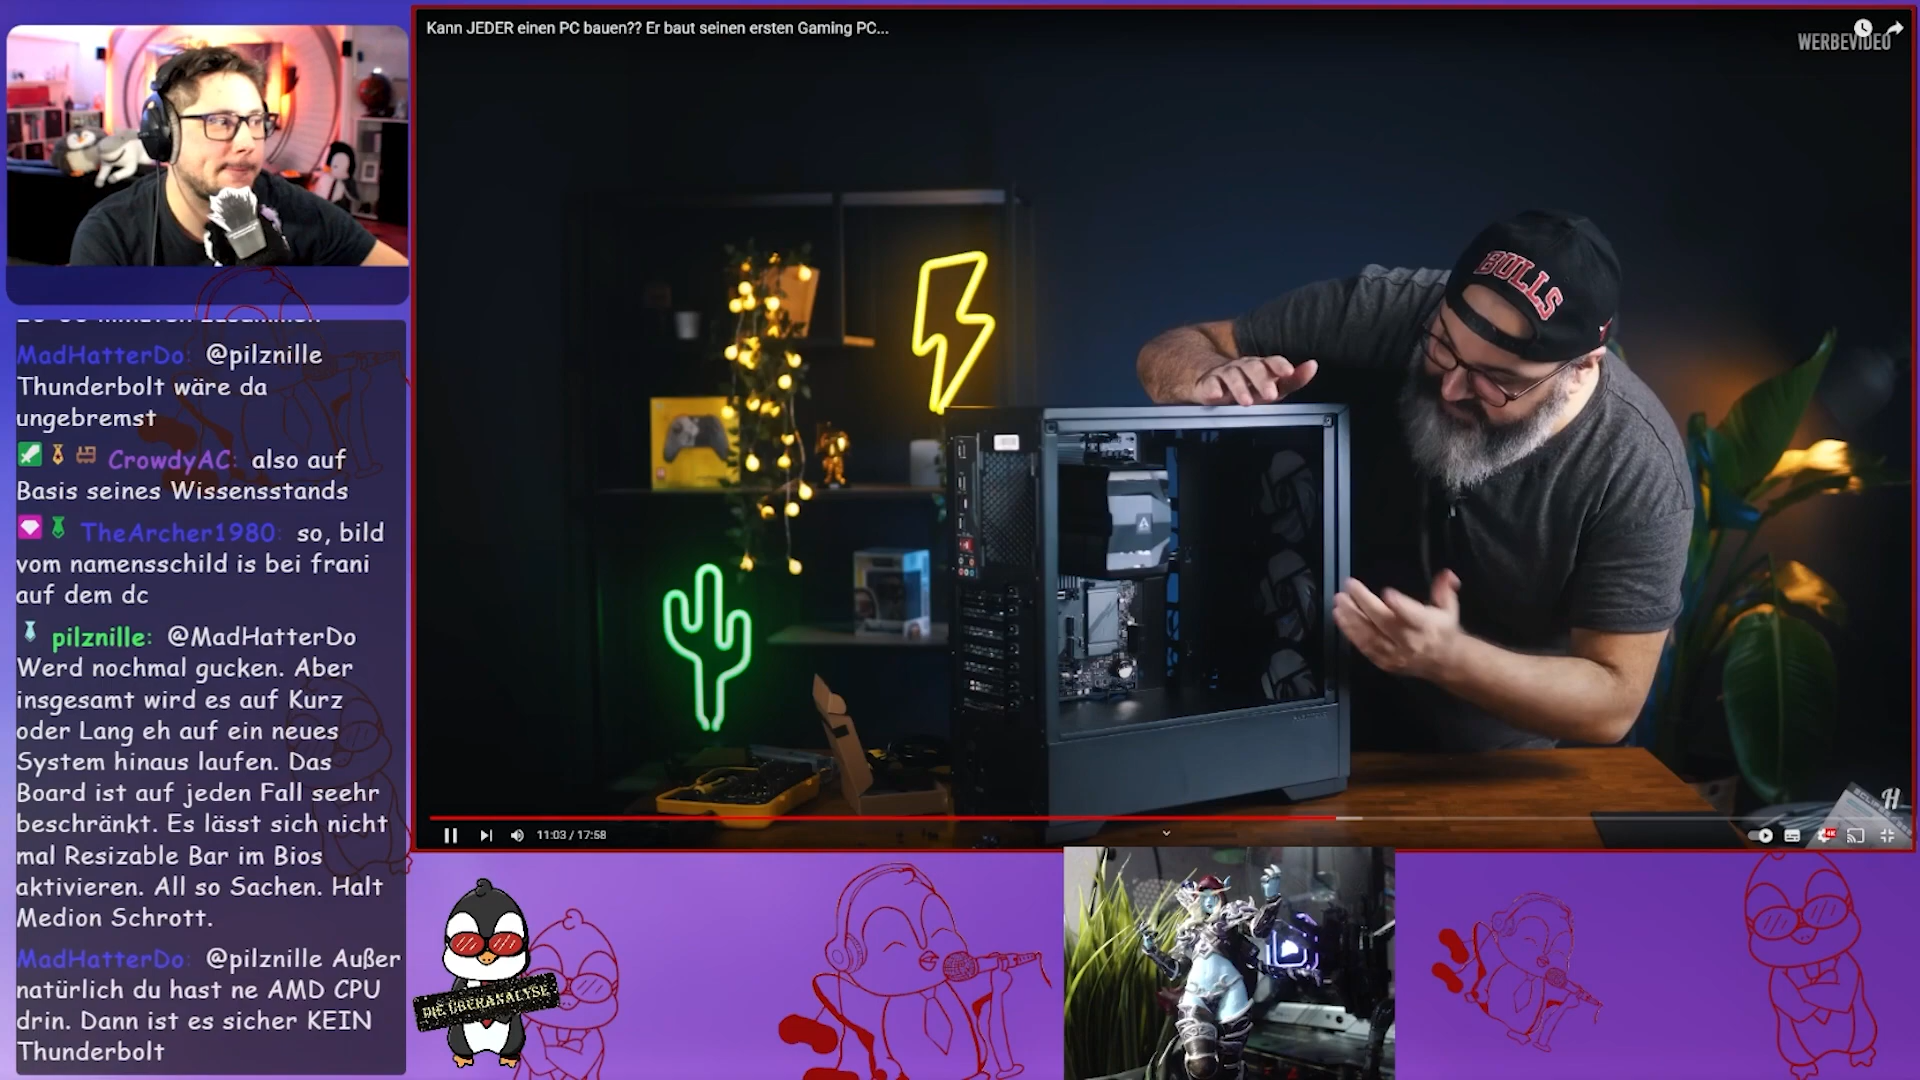 Kann JEDER einen PC bauen?? Er baut seinen ersten Gaming PC...
WERBEVIDEO
BULLS
MadHatterDo: @pilznille
Thunderbolt wäre da
ungebremst
CrowdyAC: also auf
Basis seines Wissensstands
TheArcher1980: so, bild
vom namensschild is bei frani
auf dem dc
pilznille: @MadHatterDo
Werd nochmal gucken. Aber
insgesamt wird es auf Kurz
oder Lang eh auf ein neues
System hinaus laufen. Das
Board ist auf jeden Fall seehr
beschränkt. Es lässt sich nicht
mal Resizable Bar im Bios
aktivieren. All so Sachen. Halt
Medion Schrott.
MadHatterDo: @pilznille Außer
natürlich du hast ne AMD CPU
drin. Dann ist es sicher KEIN
Thunderbolt
11:03 / 17:58
4K
H
DIE ÜBERANALYSE